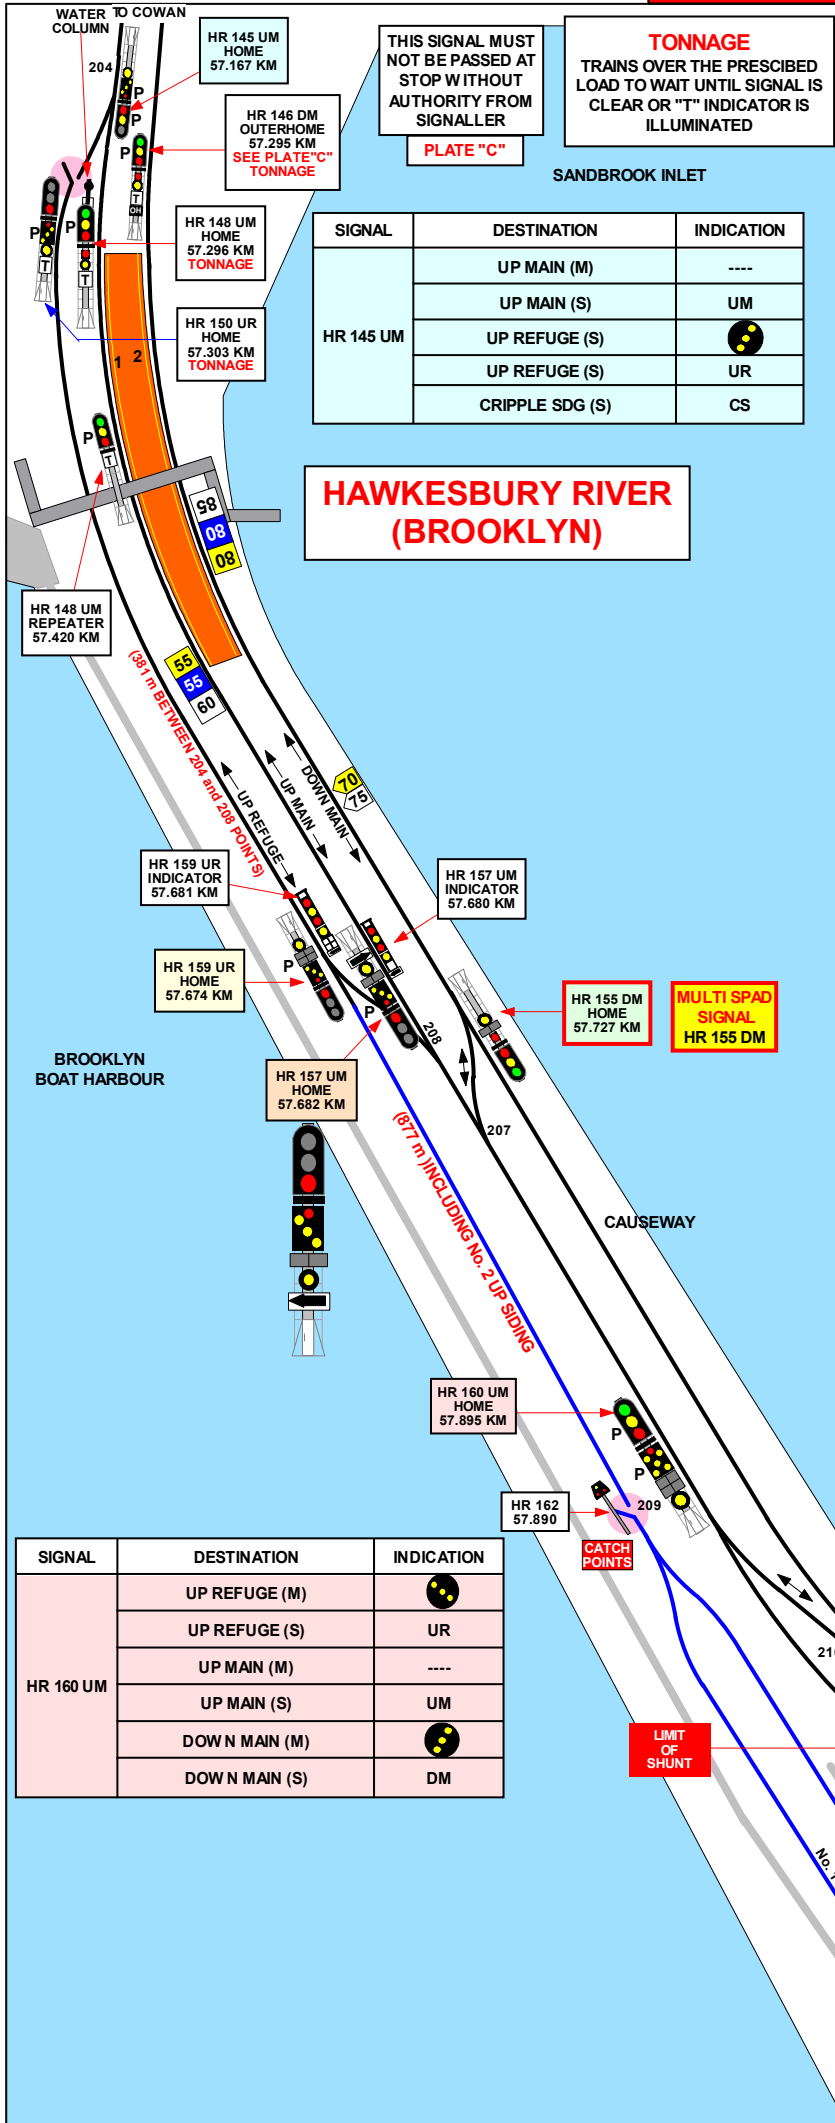 WATER
COLUMN
TO COWAN
204
P
P
HR 145 UM
HOME
57.167 KM
THIS SIGNAL MUST
NOT BE PASSED AT
STOP WITHOUT
AUTHORITY FROM
SIGNALLER
PLATE "C"
TONNAGE
TRAINS OVER THE PRESCIBED
LOAD TO WAIT UNTIL SIGNAL IS
CLEAR OR "T" INDICATOR IS
ILLUMINATED
HR 146 DM
OUTERHOME
57.295 KM
SEE PLATE"C"
TONNAGE
P
T
OH
SANDBROOK INLET
P
P
T
T
HR 148 UM
HOME
57.296 KM
TONNAGE
HR 150 UR
HOME
57.303 KM
TONNAGE
SIGNAL DESTINATION INDICATION
HR 145 UM
UP MAIN (M) ----
UP MAIN (S) UM
UP REFUGE (S)
UP REFUGE (S) UR
CRIPPLE SDG (S) CS
1 2
P
T
HAWKESBURY RIVER
(BROOKLYN)
85
80
80
HR 148 UM
REPEATER
57.420 KM
55
55
60
(381 m BETWEEN 204 and 208 POINTS)
UP REFUGE
UP MAIN
DOWN MAIN
70
75
HR 159 UR
INDICATOR
57.681 KM
HR 157 UM
INDICATOR
57.680 KM
HR 159 UR
HOME
57.674 KM
P
P
HR 155 DM
HOME
57.727 KM
MULTI SPAD
SIGNAL
HR 155 DM
208
BROOKLYN
BOAT HARBOUR
HR 157 UM
HOME
57.682 KM
207
(877 m )INCLUDING No. 2 UP SIDING
CAUSEWAY
HR 160 UM
HOME
57.895 KM
P
P
HR 162
57.890
209
CATCH
POINTS
SIGNAL DESTINATION INDICATION
HR 160 UM
UP REFUGE (M)
UP REFUGE (S) UR
UP MAIN (M) ----
UP MAIN (S) UM
DOWN MAIN (M)
DOWN MAIN (S) DM
LIMIT
OF
SHUNT
No.